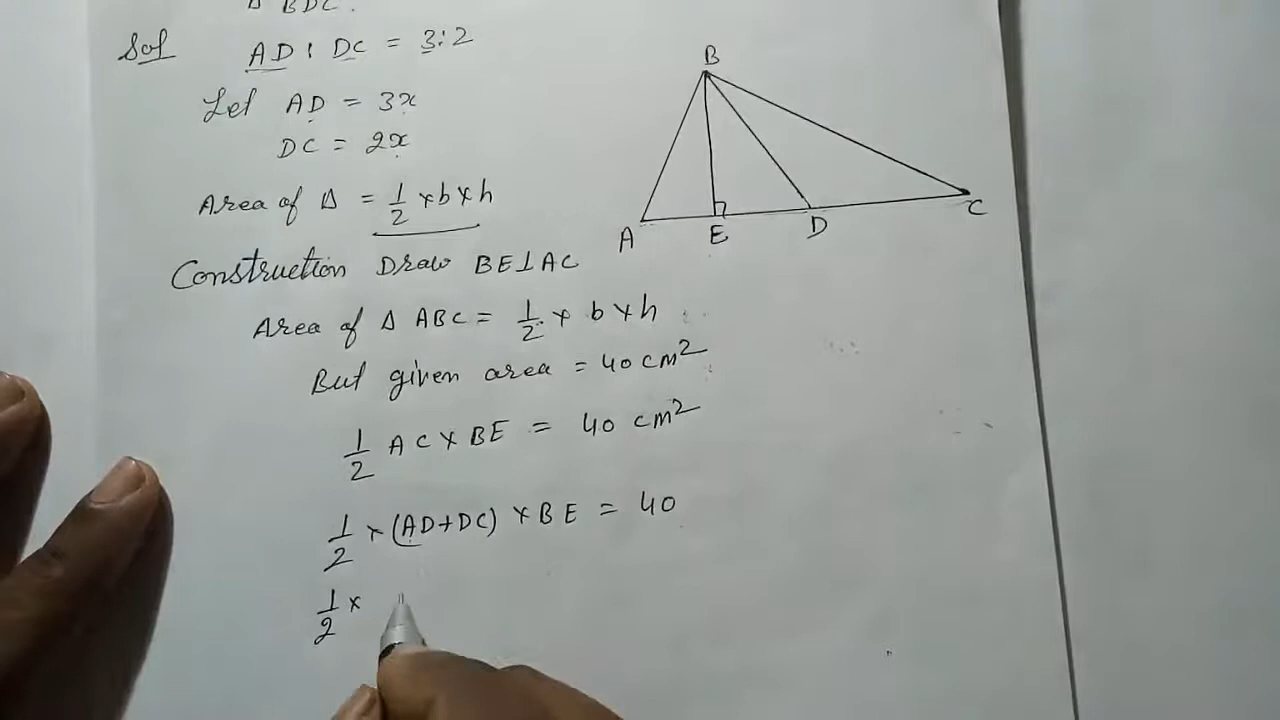 Δ BDC.
Sol AD : DC = 3:2
Let AD = 3x
DC = 2x
Area of Δ = 1/2 × b × h
Construction Draw BE⊥AC
Area of Δ ABC = 1/2 × b × h
But given area = 40 cm²
1/2 AC × BE = 40 cm²
1/2 × (AD+DC) × BE = 40
1/2 ×
B
A E D C